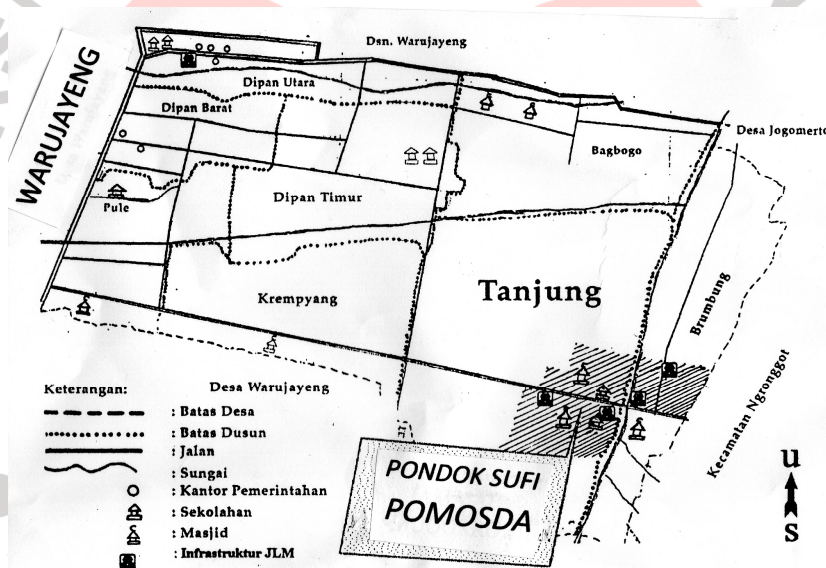 Dsn. Warujayeng
WARUJAYENG
Dipan Utara
Dipan Barat
Desa Jogomerto
Bagbogo
Dipan Timur
Pule
Tanjung
Krempyang
Brumbung
Kecamatan Ngronggot
Keterangan:
Desa Warujayeng
: Batas Desa
: Batas Dusun
: Jalan
: Sungai
: Kantor Pemerintahan
: Sekolahan
: Masjid
: Infrastruktur JLM
PONDOK SUFI
POMOSDA
U
S